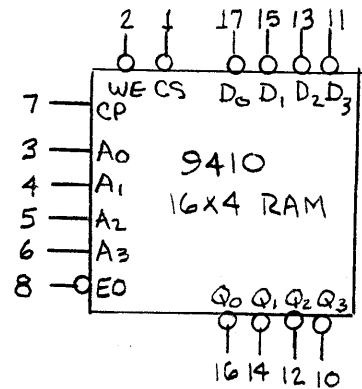 2 1 17 15 13 11
WE CS D0 D1 D2 D3
7 CP
3 A0
9410
4 A1
16X4 RAM
5 A2
6 A3
8 EO
Q0 Q1 Q2 Q3
16 14 12 10